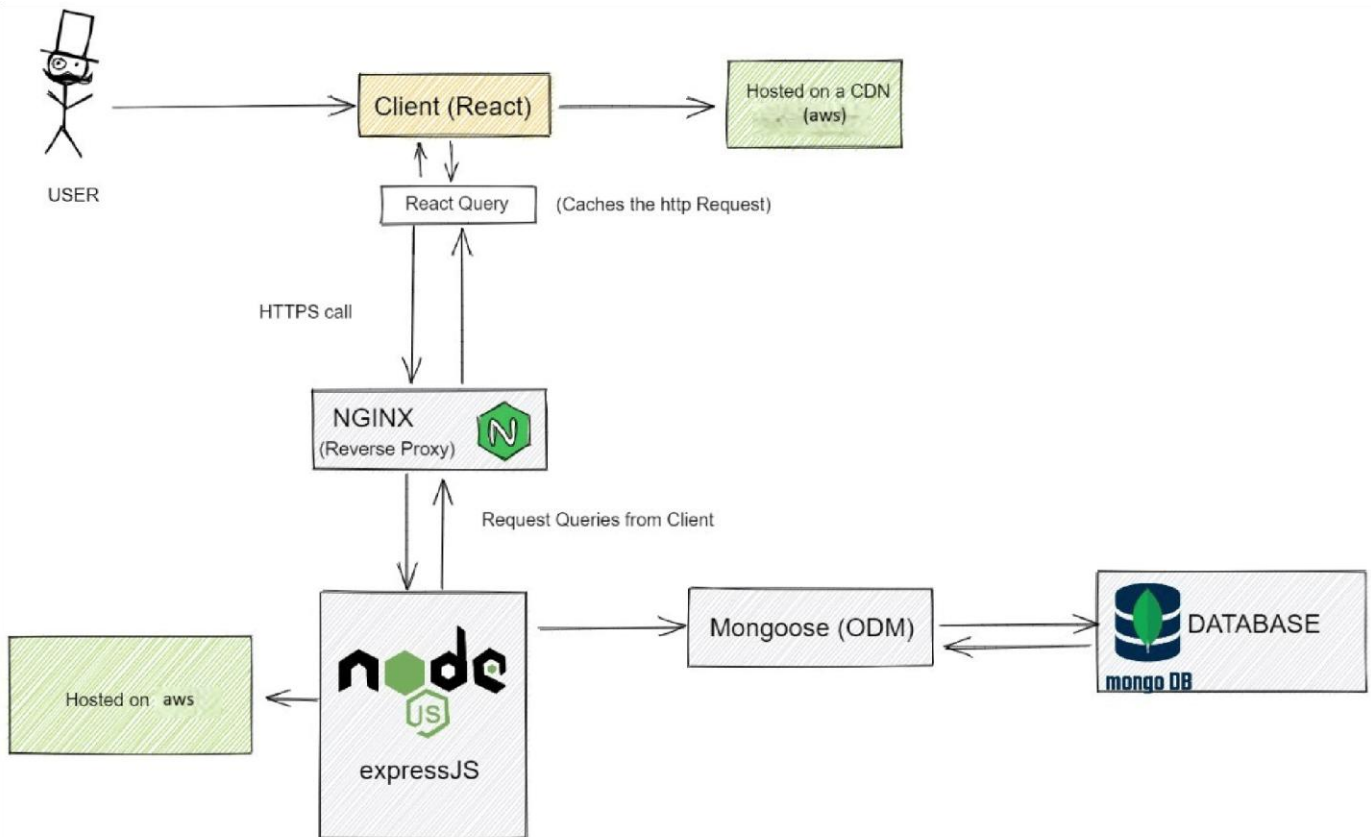 USER
Client (React)
Hosted on a CDN
(aws)
React Query
(Caches the http Request)
HTTPS call
NGINX
(Reverse Proxy)
N
Request Queries from Client
node
JS
expressJS
Hosted on aws
Mongoose (ODM)
DATABASE
mongo DB